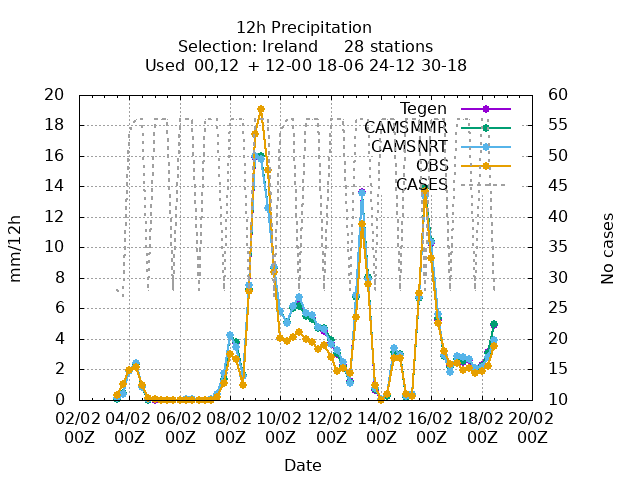 12h Precipitation
Selection: Ireland 28 stations
Used 00,12 + 12-00 18-06 24-12 30-18
20 60
18 55
16 50
14 45
12 40
10 35
8 30
6 25
4 20
2 15
0 10
Tegen
CAMSMMR
CAMSNRT
OBS
CASES
mm/12h
No cases
02/02 04/02 06/02 08/02 10/02 12/02 14/02 16/02 18/02 20/02
00Z 00Z 00Z 00Z 00Z 00Z 00Z 00Z 00Z 00Z
Date